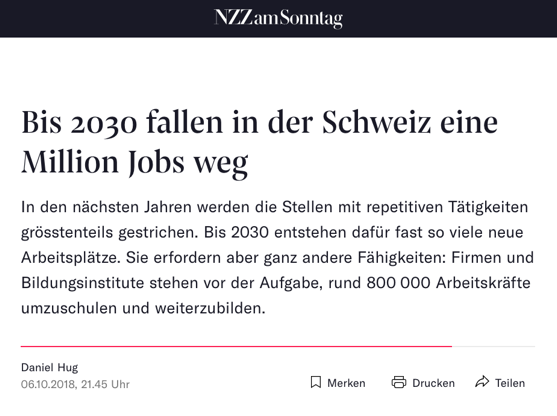 NZZ am Sonntag
Bis 2030 fallen in der Schweiz eine
Million Jobs weg
In den nächsten Jahren werden die Stellen mit repetitiven Tätigkeiten
grösstenteils gestrichen. Bis 2030 entstehen dafür fast so viele neue
Arbeitsplätze. Sie erfordern aber ganz andere Fähigkeiten: Firmen und
Bildungsinstitute stehen vor der Aufgabe, rund 800 000 Arbeitskräfte
umzuschulen und weiterzubilden.
Daniel Hug
06.10.2018, 21.45 Uhr
Merken Drucken Teilen